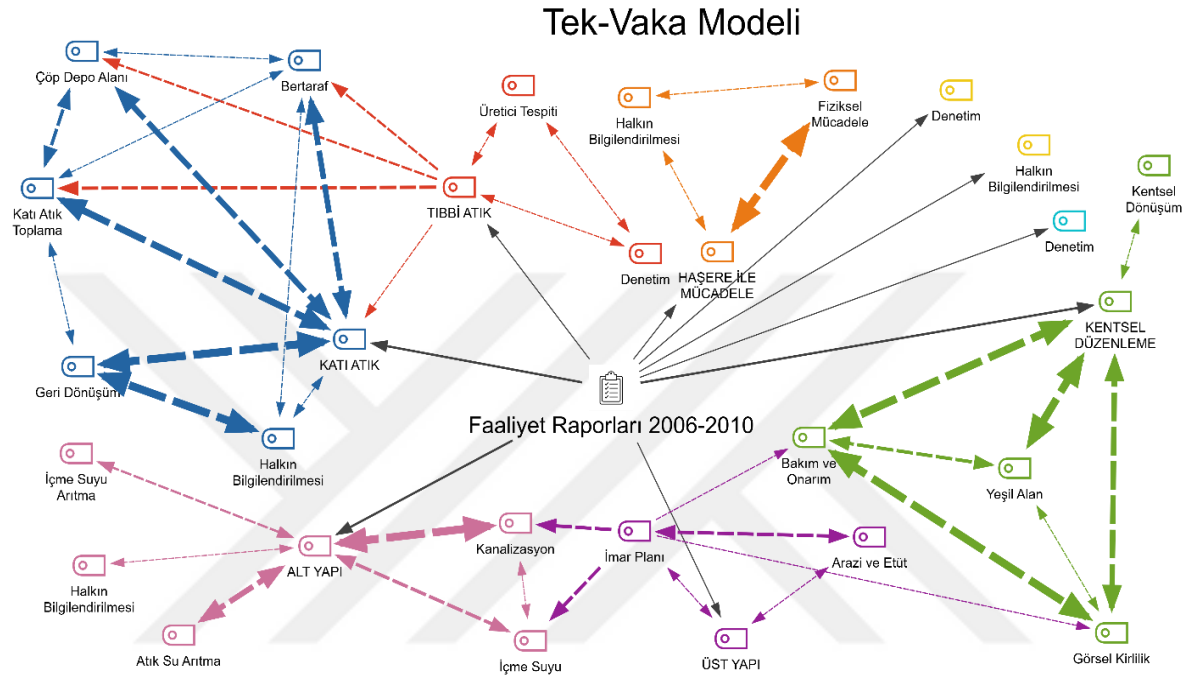 Tek-Vaka Modeli
Çöp Depo Alanı
Bertaraf
Üretici Tespiti
Halkın
Bilgilendirilmesi
Fiziksel
Mücadele
Denetim
Halkın
Bilgilendirilmesi
Kentsel
Dönüşüm
Katı Atık
Toplama
TIBBİ ATIK
Denetim
HAŞERE İLE
MÜCADELE
Denetim
KENTSEL
DÜZENLEME
KATI ATIK
Geri Dönüşüm
Faaliyet Raporları 2006-2010
Halkın
Bilgilendirilmesi
İçme Suyu
Arıtma
Bakım ve
Onarım
Yeşil Alan
Kanalizasyon
İmar Planı
Arazi ve Etüt
ALT YAPI
Halkın
Bilgilendirilmesi
Atık Su Arıtma
İçme Suyu
ÜST YAPI
Görsel Kirlilik